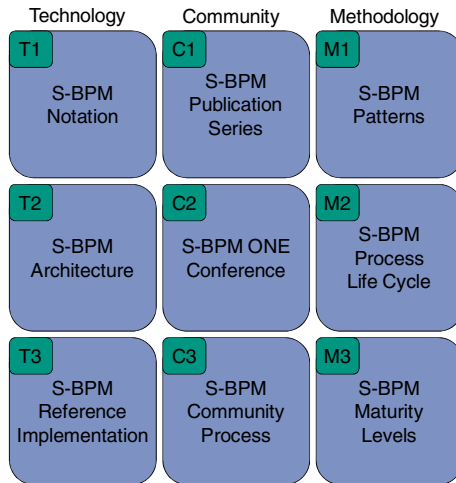 Technology Community Methodology
T1 C1 M1
S-BPM
Notation
S-BPM
Publication
Series
S-BPM
Patterns
T2 C2 M2
S-BPM
Architecture
S-BPM ONE
Conference
S-BPM
Process
Life Cycle
T3 C3 M3
S-BPM
Reference
Implementation
S-BPM
Community
Process
S-BPM
Maturity
Levels